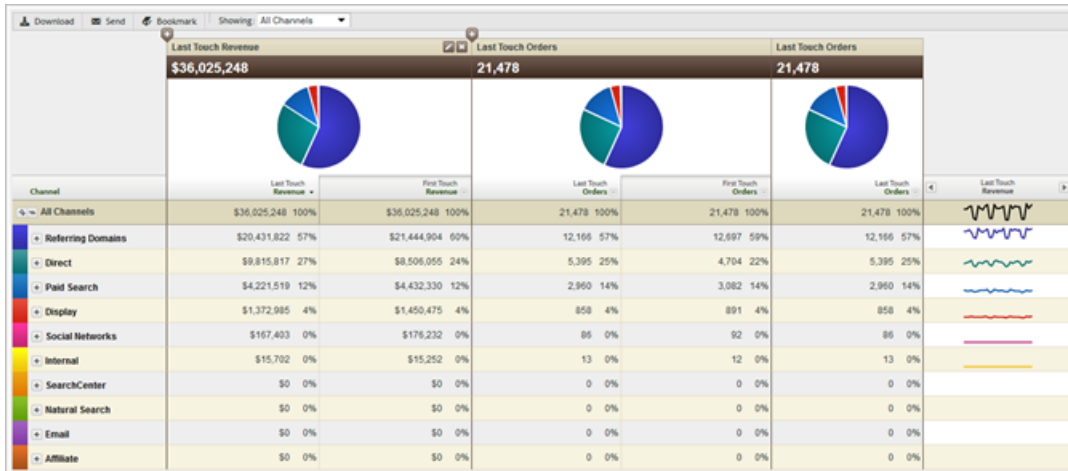 Download Send Bookmark Showing: All Channels
Last Touch Revenue Last Touch Orders Last Touch Orders
$36,025,248 21,478 21,478
Channel Last Touch Revenue First Touch Revenue Last Touch Orders First Touch Orders Last Touch Orders Last Touch Revenue
All Channels $36,025,248 100% $36,025,248 100% 21,478 100% 21,478 100% 21,478 100%
Referring Domains $20,431,822 57% $21,444,904 60% 12,166 57% 12,697 59% 12,166 57%
Direct $9,815,817 27% $8,506,055 24% 5,395 25% 4,704 22% 5,395 25%
Paid Search $4,221,519 12% $4,432,330 12% 2,960 14% 3,082 14% 2,960 14%
Display $1,372,985 4% $1,450,475 4% 858 4% 891 4% 858 4%
Social Networks $167,403 0% $176,232 0% 86 0% 92 0% 86 0%
Internal $15,702 0% $15,252 0% 13 0% 12 0% 13 0%
SearchCenter $0 0% $0 0% 0 0% 0 0% 0 0%
Natural Search $0 0% $0 0% 0 0% 0 0% 0 0%
Email $0 0% $0 0% 0 0% 0 0% 0 0%
Affiliate $0 0% $0 0% 0 0% 0 0% 0 0%